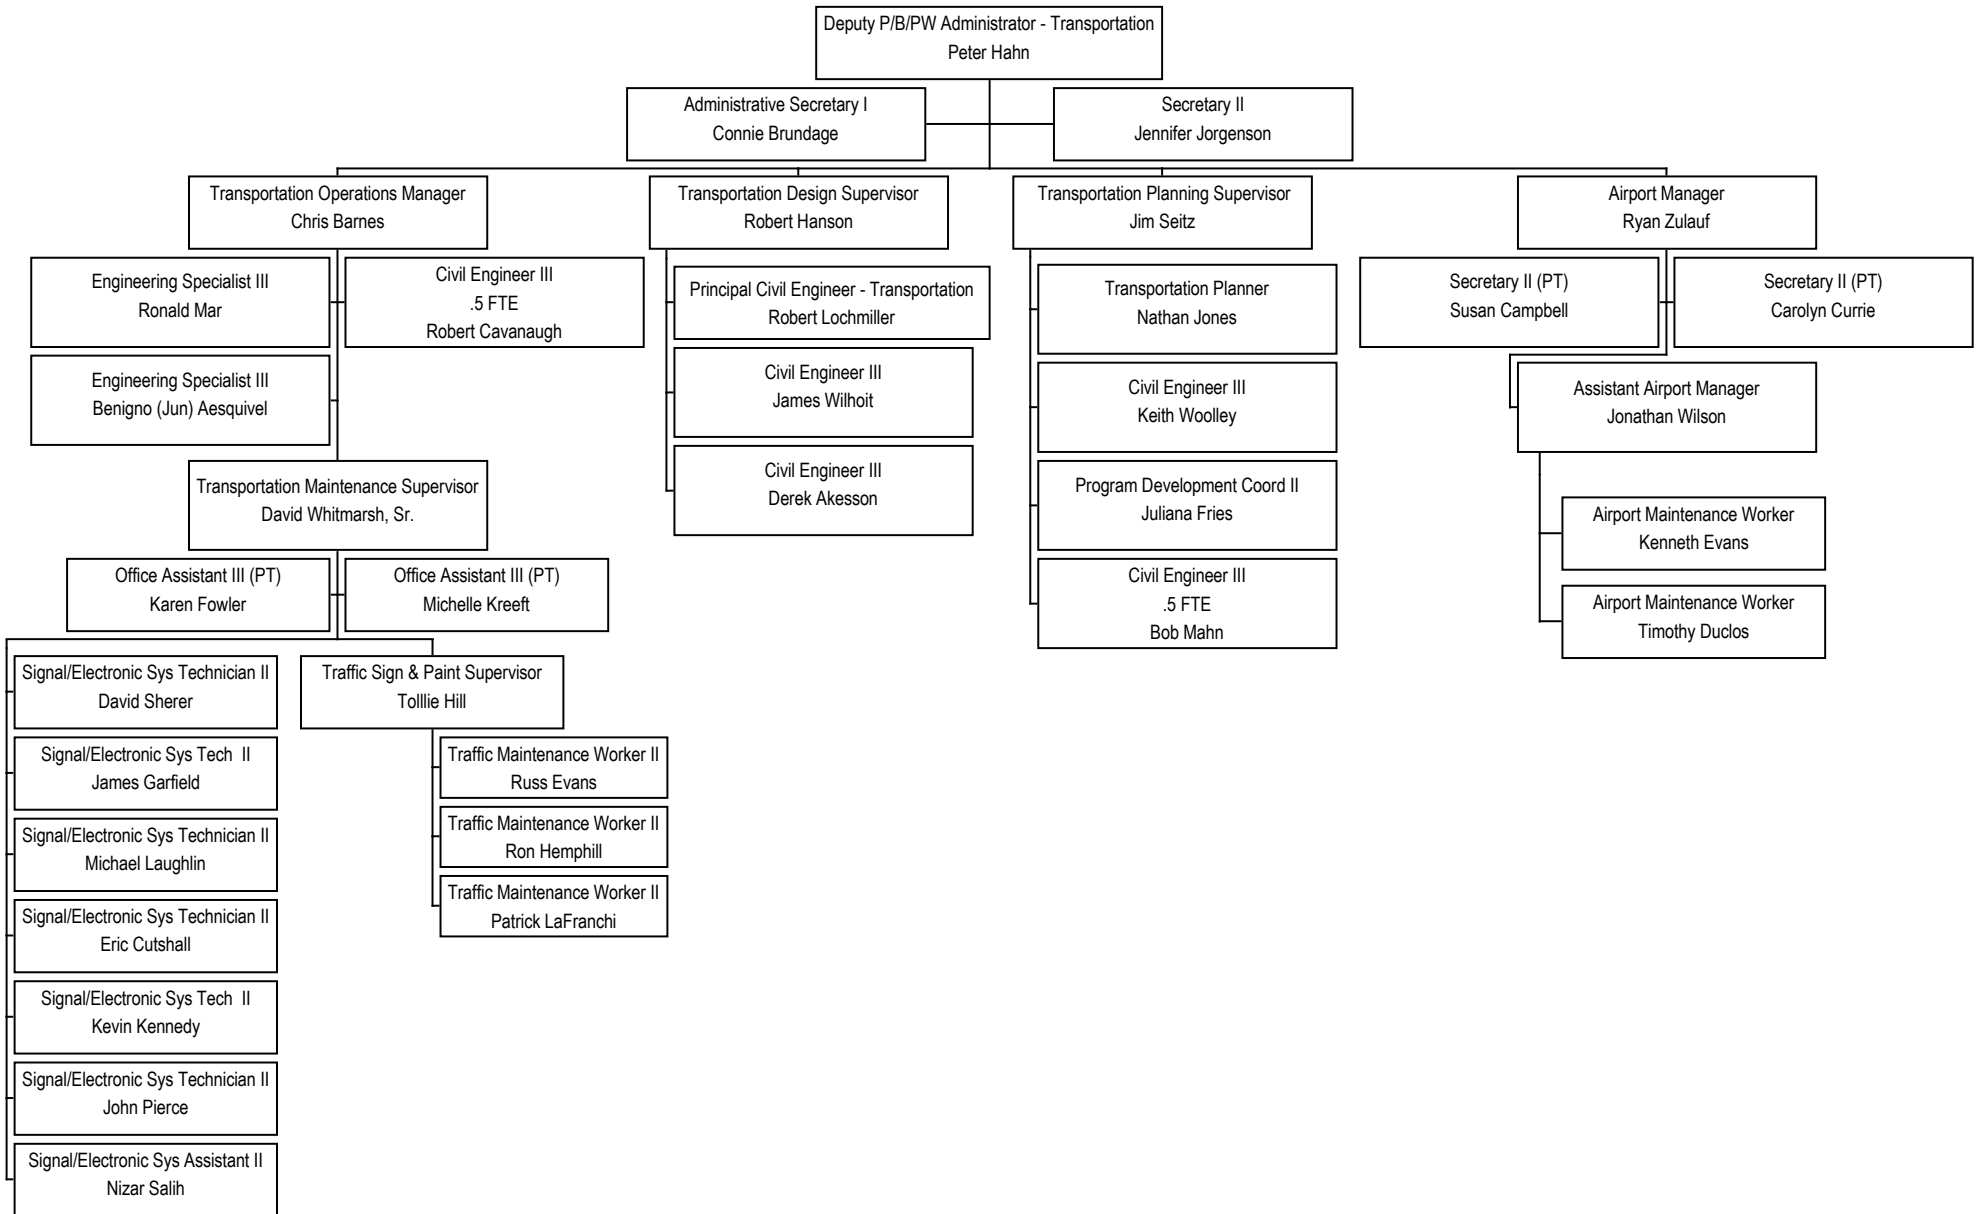 Deputy P/B/PW Administrator - Transportation
Peter Hahn
Administrative Secretary I
Connie Brundage
Secretary II
Jennifer Jorgenson
Transportation Operations Manager
Chris Barnes
Transportation Design Supervisor
Robert Hanson
Transportation Planning Supervisor
Jim Seitz
Airport Manager
Ryan Zulauf
Engineering Specialist III
Ronald Mar
Civil Engineer III
.5 FTE
Robert Cavanaugh
Engineering Specialist III
Benigno (Jun) Aesquivel
Transportation Maintenance Supervisor
David Whitmarsh, Sr.
Office Assistant III (PT)
Karen Fowler
Office Assistant III (PT)
Michelle Kreeft
Signal/Electronic Sys Technician II
David Sherer
Signal/Electronic Sys Tech  II
James Garfield
Signal/Electronic Sys Technician II
Michael Laughlin
Signal/Electronic Sys Technician II
Eric Cutshall
Signal/Electronic Sys Tech  II
Kevin Kennedy
Signal/Electronic Sys Technician II
John Pierce
Signal/Electronic Sys Assistant II
Nizar Salih
Traffic Sign & Paint Supervisor
Tolllie Hill
Traffic Maintenance Worker II
Russ Evans
Traffic Maintenance Worker II
Ron Hemphill
Traffic Maintenance Worker II
Patrick LaFranchi
Principal Civil Engineer - Transportation
Robert Lochmiller
Civil Engineer III
James Wilhoit
Civil Engineer III
Derek Akesson
Transportation Planner
Nathan Jones
Civil Engineer III
Keith Woolley
Program Development Coord II
Juliana Fries
Civil Engineer III
.5 FTE
Bob Mahn
Secretary II (PT)
Susan Campbell
Secretary II (PT)
Carolyn Currie
Assistant Airport Manager
Jonathan Wilson
Airport Maintenance Worker
Kenneth Evans
Airport Maintenance Worker
Timothy Duclos